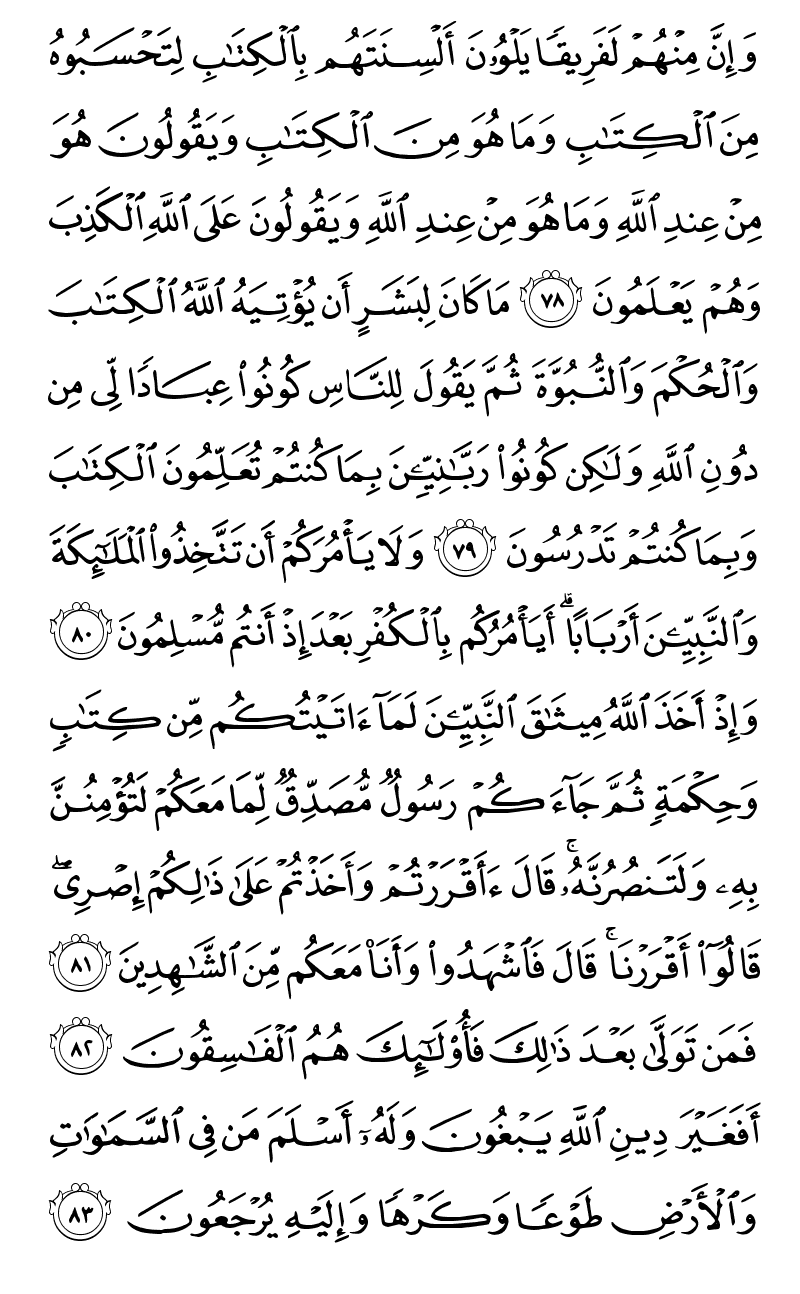 وَإِنَّ مِنْهُمْ لَفَرِيقًا يَلْوُۥنَ أَلْسِنَتَهُم بِٱلْكِتَٰبِ لِتَحْسَبُوهُ
مِنَ ٱلْكِتَٰبِ وَمَا هُوَ مِنَ ٱلْكِتَٰبِ وَيَقُولُونَ هُوَ
مِنْ عِندِ ٱللَّهِ وَمَا هُوَ مِنْ عِندِ ٱللَّهِ وَيَقُولُونَ عَلَى ٱللَّهِ ٱلْكَذِبَ
وَهُمْ يَعْلَمُونَ ٧٨ مَا كَانَ لِبَشَرٍ أَن يُؤْتِيَهُ ٱللَّهُ ٱلْكِتَٰبَ
وَٱلْحُكْمَ وَٱلنُّبُوَّةَ ثُمَّ يَقُولَ لِلنَّاسِ كُونُوا۟ عِبَادًا لِّى مِن
دُونِ ٱللَّهِ وَلَٰكِن كُونُوا۟ رَبَّٰنِيِّۦنَ بِمَا كُنتُمْ تُعَلِّمُونَ ٱلْكِتَٰبَ
وَبِمَا كُنتُمْ تَدْرُسُونَ ٧٩ وَلَا يَأْمُرَكُمْ أَن تَتَّخِذُوا۟ ٱلْمَلَٰٓئِكَةَ
وَٱلنَّبِيِّۦنَ أَرْبَابًا ۗ أَيَأْمُرُكُم بِٱلْكُفْرِ بَعْدَ إِذْ أَنتُم مُّسْلِمُونَ ٨٠
وَإِذْ أَخَذَ ٱللَّهُ مِيثَٰقَ ٱلنَّبِيِّۦنَ لَمَآ ءَاتَيْتُكُم مِّن كِتَٰبٍ
وَحِكْمَةٍ ثُمَّ جَآءَكُمْ رَسُولٌ مُّصَدِّقٌ لِّمَا مَعَكُمْ لَتُؤْمِنُنَّ
بِهِۦ وَلَتَنصُرُنَّهُۥ ۚ قَالَ ءَأَقْرَرْتُمْ وَأَخَذْتُمْ عَلَىٰ ذَٰلِكُمْ إِصْرِى ۖ
قَالُوٓا۟ أَقْرَرْنَا ۚ قَالَ فَٱشْهَدُوا۟ وَأَنَا۠ مَعَكُم مِّنَ ٱلشَّٰهِدِينَ ٨١
فَمَن تَوَلَّىٰ بَعْدَ ذَٰلِكَ فَأُو۟لَٰٓئِكَ هُمُ ٱلْفَٰسِقُونَ ٨٢
أَفَغَيْرَ دِينِ ٱللَّهِ يَبْغُونَ وَلَهُۥٓ أَسْلَمَ مَن فِى ٱلسَّمَٰوَٰتِ
وَٱلْأَرْضِ طَوْعًا وَكَرْهًا وَإِلَيْهِ يُرْجَعُونَ ٨٣